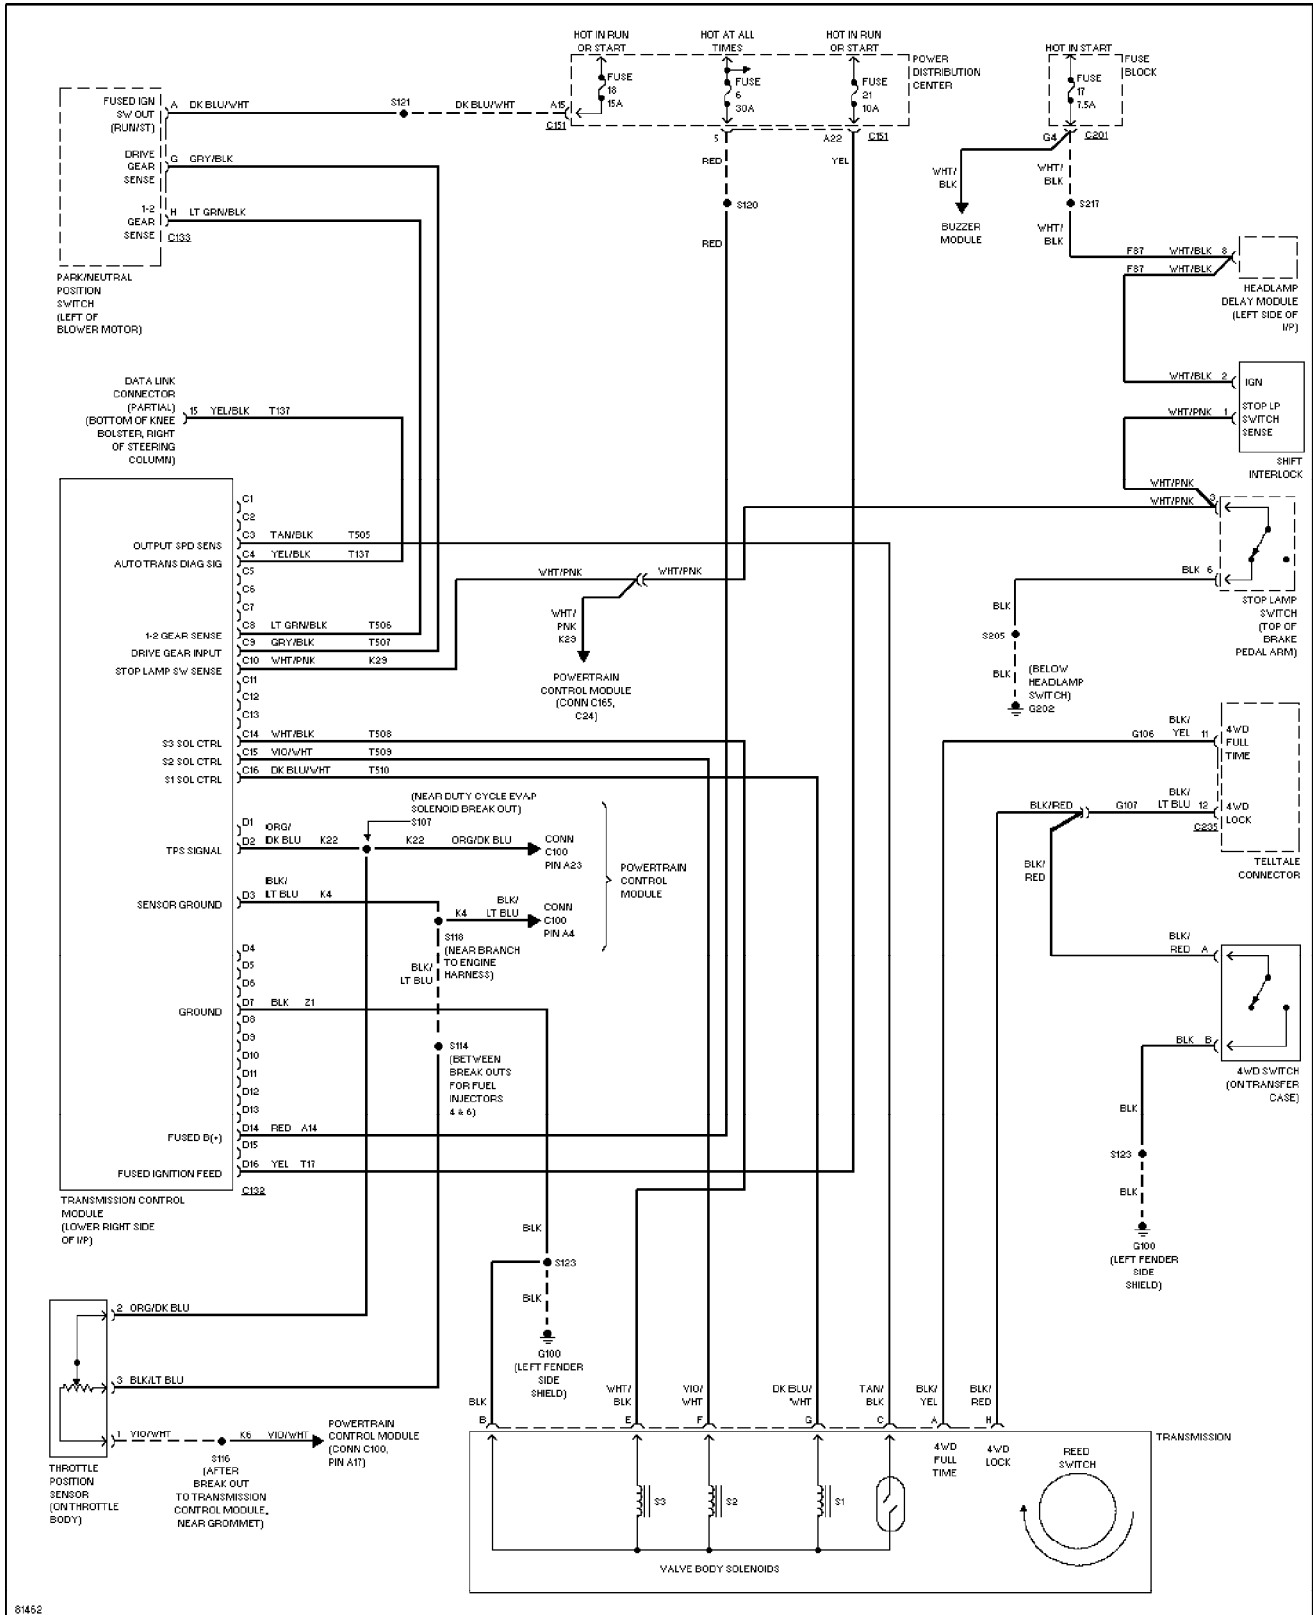 HOT IN RUN
OR START
HOT AT ALL
TIMES
HOT IN RUN
OR START
HOT IN START
POWER
DISTRIBUTION
CENTER
FUSE
BLOCK
FUSE
18
15A
FUSE
6
30A
FUSE
21
10A
FUSE
17
7.5A
FUSED IGN
SW OUT
(RUN/ST)
A DK BLU/WHT
S121
DK BLU/WHT
A15
C151
5
A22
C151
G4
C201
DRIVE
GEAR
SENSE
G GRY/BLK
1-2
GEAR
SENSE
H LT GRN/BLK
C133
RED
YEL
WHT/
BLK
WHT/
BLK
S120
S217
BUZZER
MODULE
WHT/
BLK
RED
F87 WHT/BLK 8
F87 WHT/BLK
HEADLAMP
DELAY MODULE
(LEFT SIDE OF
I/P)
PARK/NEUTRAL
POSITION
SWITCH
(LEFT OF
BLOWER MOTOR)
DATA LINK
CONNECTOR
(PARTIAL)
(BOTTOM OF KNEE
BOLSTER, RIGHT
OF STEERING
COLUMN)
15 YEL/BLK T137
WHT/BLK 2
IGN
WHT/PNK 1
STOP LP
SWITCH
SENSE
SHIFT
INTERLOCK
WHT/PNK
WHT/PNK 3
C1
C2
OUTPUT SPD SENS
C3 TAN/BLK T505
AUTO TRANS DIAG SIG
C4 YEL/BLK T137
C5
C6
C7
1-2 GEAR SENSE
C8 LT GRN/BLK T506
DRIVE GEAR INPUT
C9 GRY/BLK T507
STOP LAMP SW SENSE
C10 WHT/PNK K29
C11
C12
C13
S3 SOL CTRL
C14 WHT/BLK T508
S2 SOL CTRL
C15 VIO/WHT T509
S1 SOL CTRL
C16 DK BLU/WHT T510
WHT/PNK
WHT/PNK
WHT/
PNK
K29
POWERTRAIN
CONTROL MODULE
(CONN C165,
C24)
BLK 6
STOP LAMP
SWITCH
(TOP OF
BRAKE
PEDAL ARM)
BLK
S205
BLK
(BELOW
HEADLAMP
SWITCH)
G202
G106
BLK/
YEL 11
4WD
FULL
TIME
BLK/RED
G107
BLK/
LT BLU 12
C235
4WD
LOCK
TELLTALE
CONNECTOR
BLK/
RED
BLK/
RED A
BLK B
4WD SWITCH
(ON TRANSFER
CASE)
BLK
S123
BLK
G100
(LEFT FENDER
SIDE
SHIELD)
D1
ORG/
TPS SIGNAL
D2 DK BLU K22
(NEAR DUTY CYCLE EVAP
SOLENOID BREAK OUT)
S107
K22 ORG/DK BLU
CONN
C100
PIN A23
POWERTRAIN
CONTROL
MODULE
BLK/
SENSOR GROUND
D3 LT BLU K4
K4
BLK/
LT BLU
CONN
C100
PIN A4
S118
(NEAR BRANCH
TO ENGINE
HARNESS)
BLK/
LT BLU
D4
D5
D6
GROUND
D7 BLK Z1
D8
D9
D10
D11
D12
D13
FUSED B(+)
D14 RED A14
D15
FUSED IGNITION FEED
D16 YEL T17
C132
S114
(BETWEEN
BREAK OUTS
FOR FUEL
INJECTORS
4 & 6)
TRANSMISSION CONTROL
MODULE
(LOWER RIGHT SIDE
OF I/P)
BLK
S123
BLK
G100
(LEFT FENDER
SIDE
SHIELD)
2 ORG/DK BLU
3 BLK/LT BLU
1 VIO/WHT
K6 VIO/WHT
POWERTRAIN
CONTROL MODULE
(CONN C100,
PIN A17)
S116
(AFTER
BREAK OUT
TO TRANSMISSION
CONTROL MODULE,
NEAR GROMMET)
THROTTLE
POSITION
SENSOR
(ON THROTTLE
BODY)
BLK
B
WHT/
BLK
E
VIO/
WHT
F
DK BLU/
WHT
G
TAN/
BLK
C
BLK/
YEL
A
BLK/
RED
H
TRANSMISSION
4WD
FULL
TIME
4WD
LOCK
REED
SWITCH
S3
S2
S1
VALVE BODY SOLENOIDS
81462